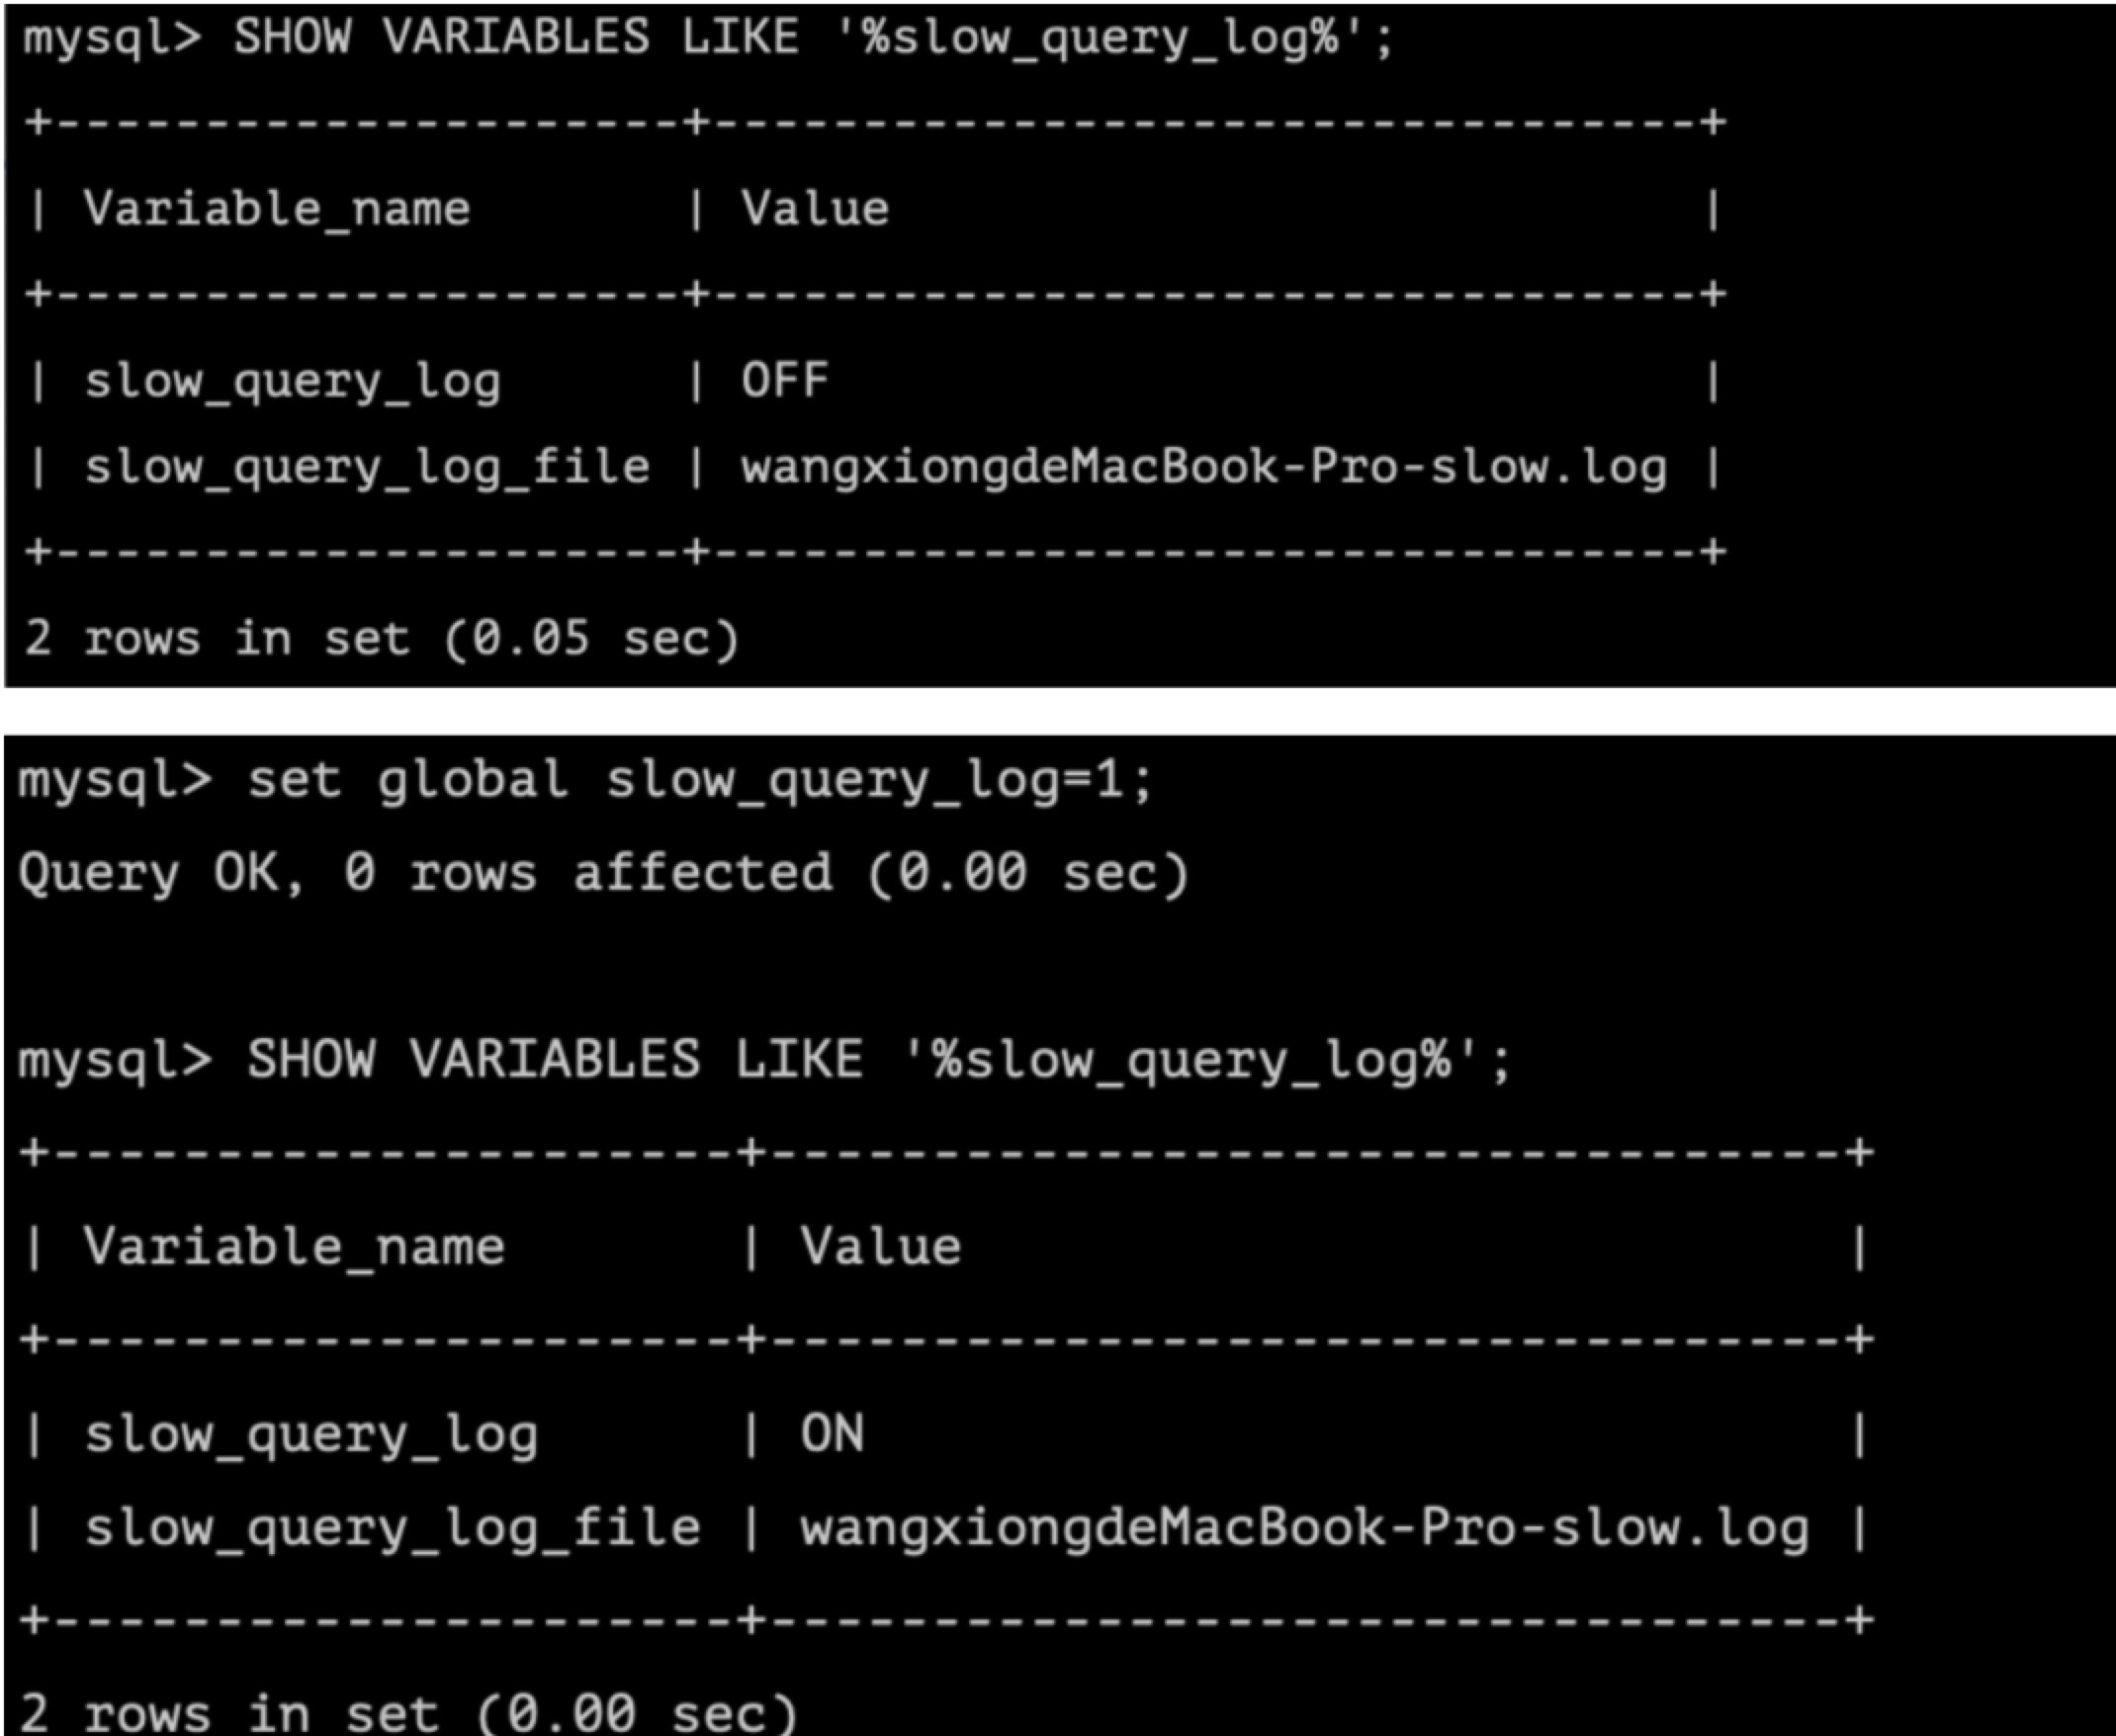 mysql> SHOW VARIABLES LIKE '%slow_query_log%';
+---------------------+---------------------------------+
| Variable_name       | Value                           |
+---------------------+---------------------------------+
| slow_query_log      | OFF                             |
| slow_query_log_file | wangxiongdeMacBook-Pro-slow.log |
+---------------------+---------------------------------+
2 rows in set (0.05 sec)
mysql> set global slow_query_log=1;
Query OK, 0 rows affected (0.00 sec)
mysql> SHOW VARIABLES LIKE '%slow_query_log%';
+---------------------+---------------------------------+
| Variable_name       | Value                           |
+---------------------+---------------------------------+
| slow_query_log      | ON                              |
| slow_query_log_file | wangxiongdeMacBook-Pro-slow.log |
+---------------------+---------------------------------+
2 rows in set (0.00 sec)